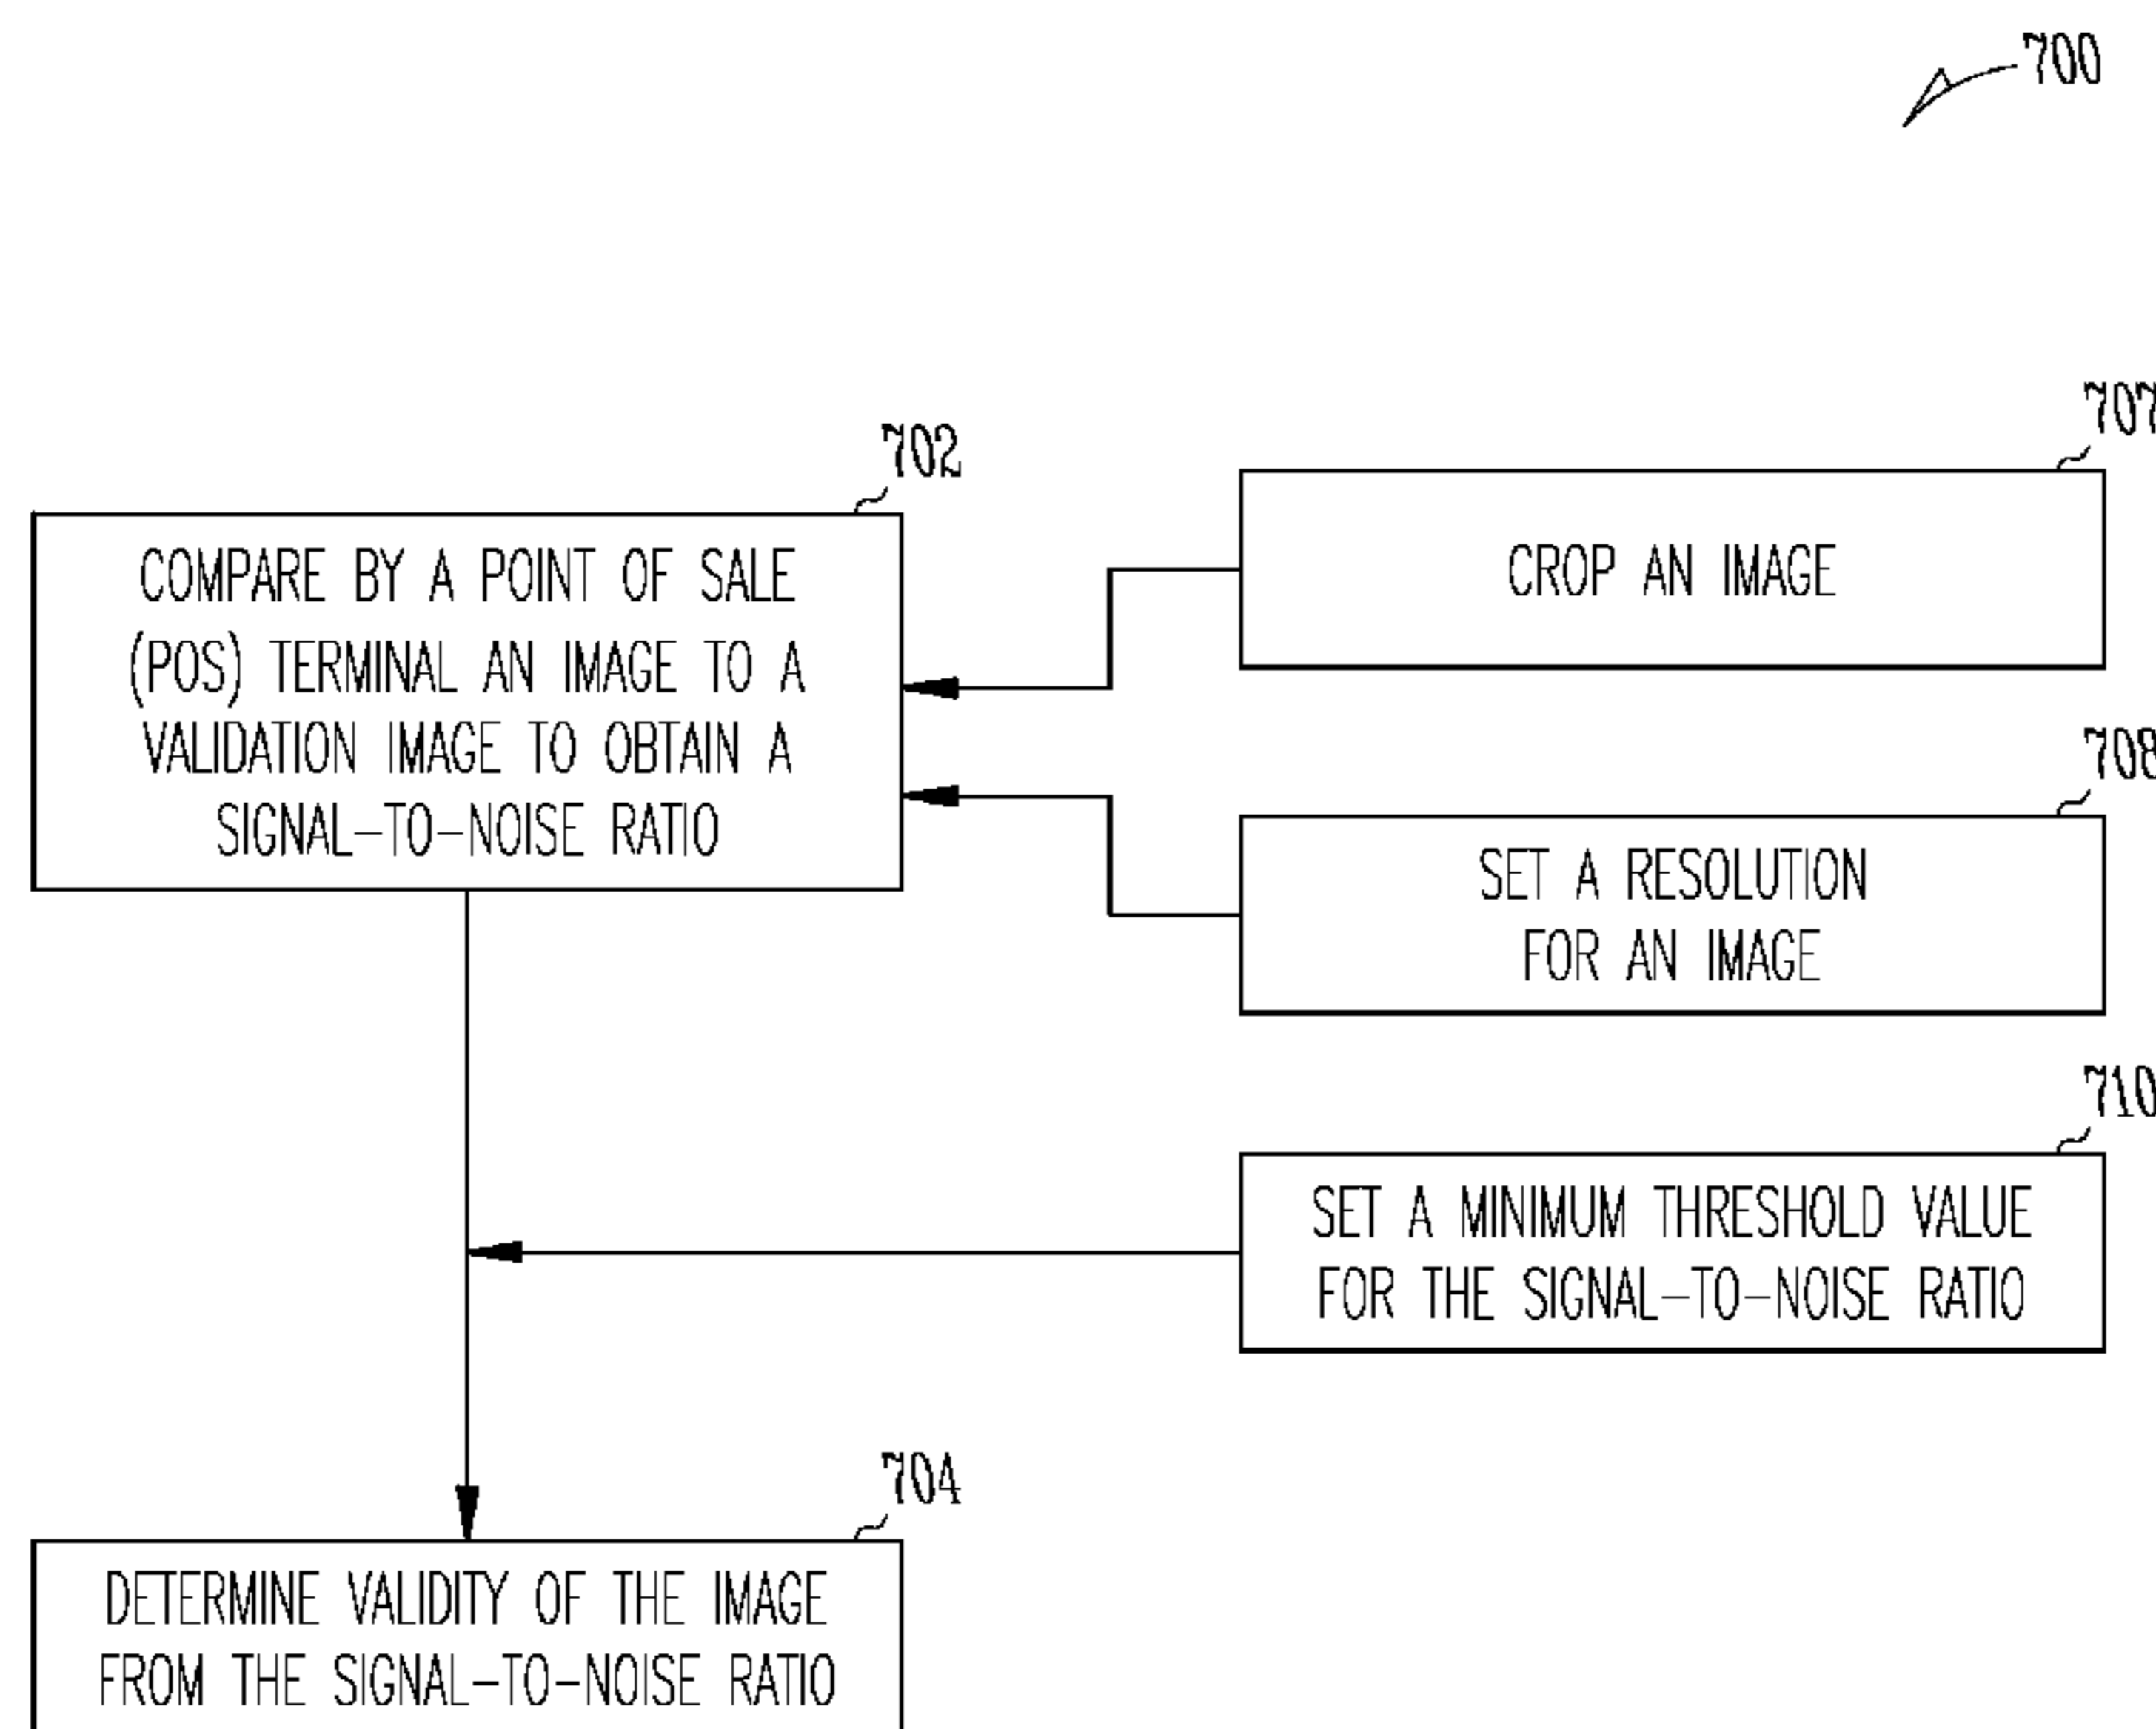 700
702
COMPARE BY A POINT OF SALE
(POS) TERMINAL AN IMAGE TO A
VALIDATION IMAGE TO OBTAIN A
SIGNAL-TO-NOISE RATIO
707
CROP AN IMAGE
708
SET A RESOLUTION
FOR AN IMAGE
710
SET A MINIMUM THRESHOLD VALUE
FOR THE SIGNAL-TO-NOISE RATIO
704
DETERMINE VALIDITY OF THE IMAGE
FROM THE SIGNAL-TO-NOISE RATIO